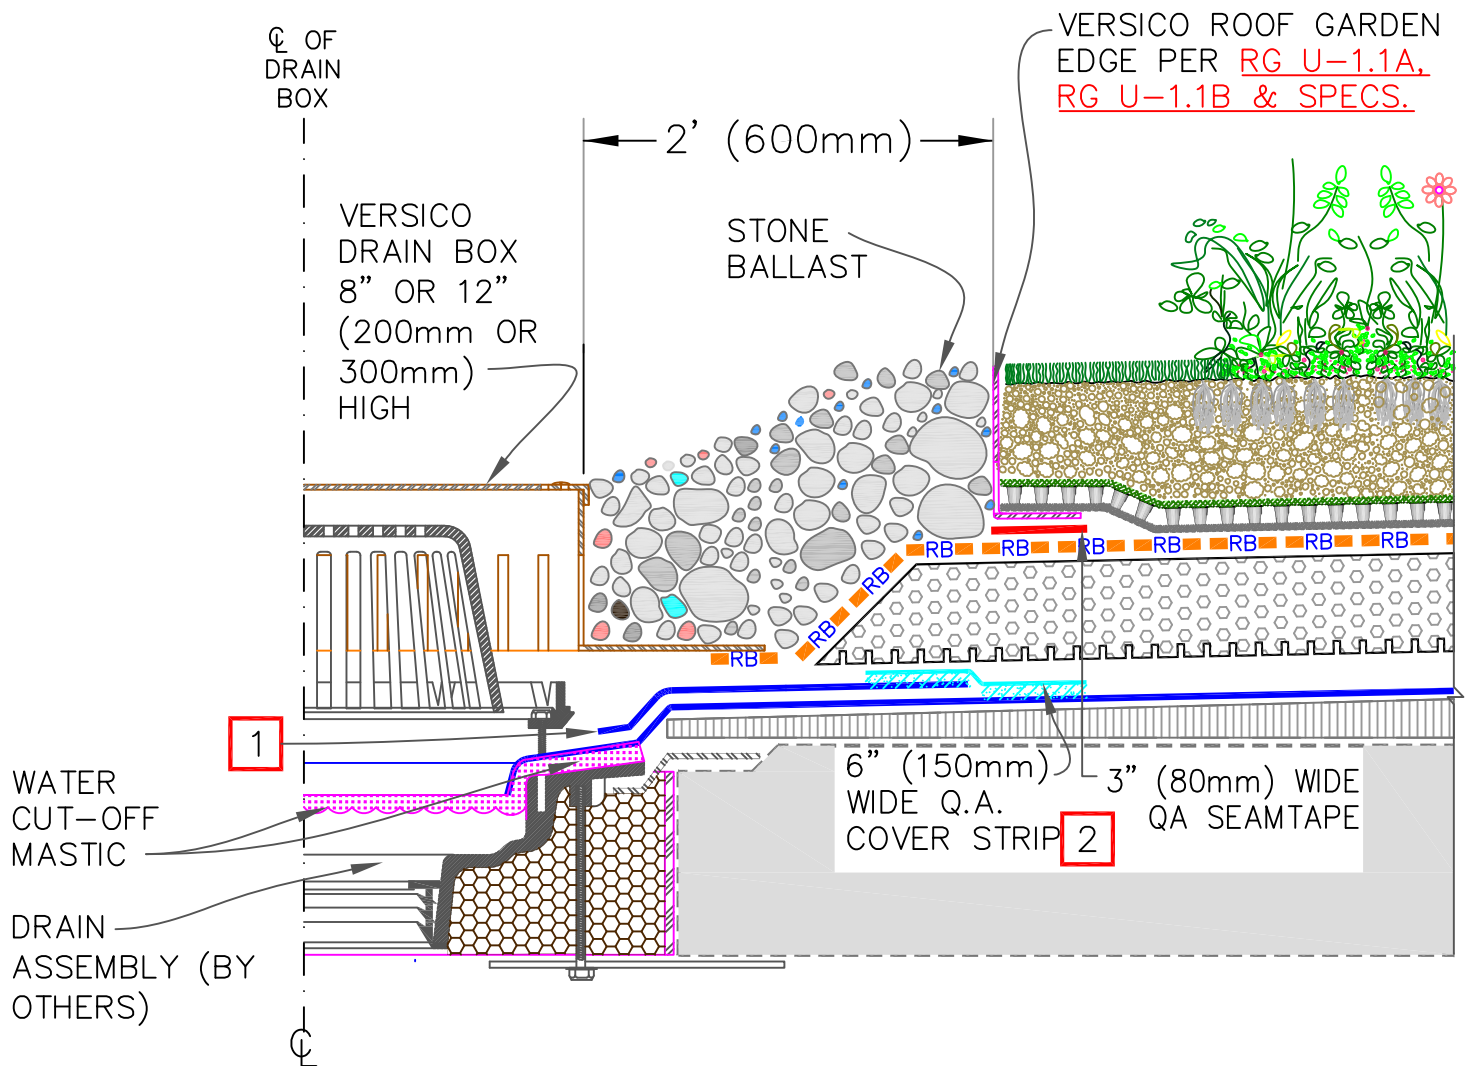 ℄ OF
DRAIN
BOX
VERSICO ROOF GARDEN
EDGE PER RG U-1.1A,
RG U-1.1B & SPECS.
2' (600mm)
VERSICO
DRAIN BOX
8" OR 12"
(200mm OR
300mm)
HIGH
STONE
BALLAST
RB
RB
RB
RB
RB
RB
RB
RB
RB
RB
1
WATER
CUT-OFF
MASTIC
6" (150mm)
WIDE Q.A.
COVER STRIP 2
3" (80mm) WIDE
QA SEAMTAPE
DRAIN
ASSEMBLY (BY
OTHERS)
℄